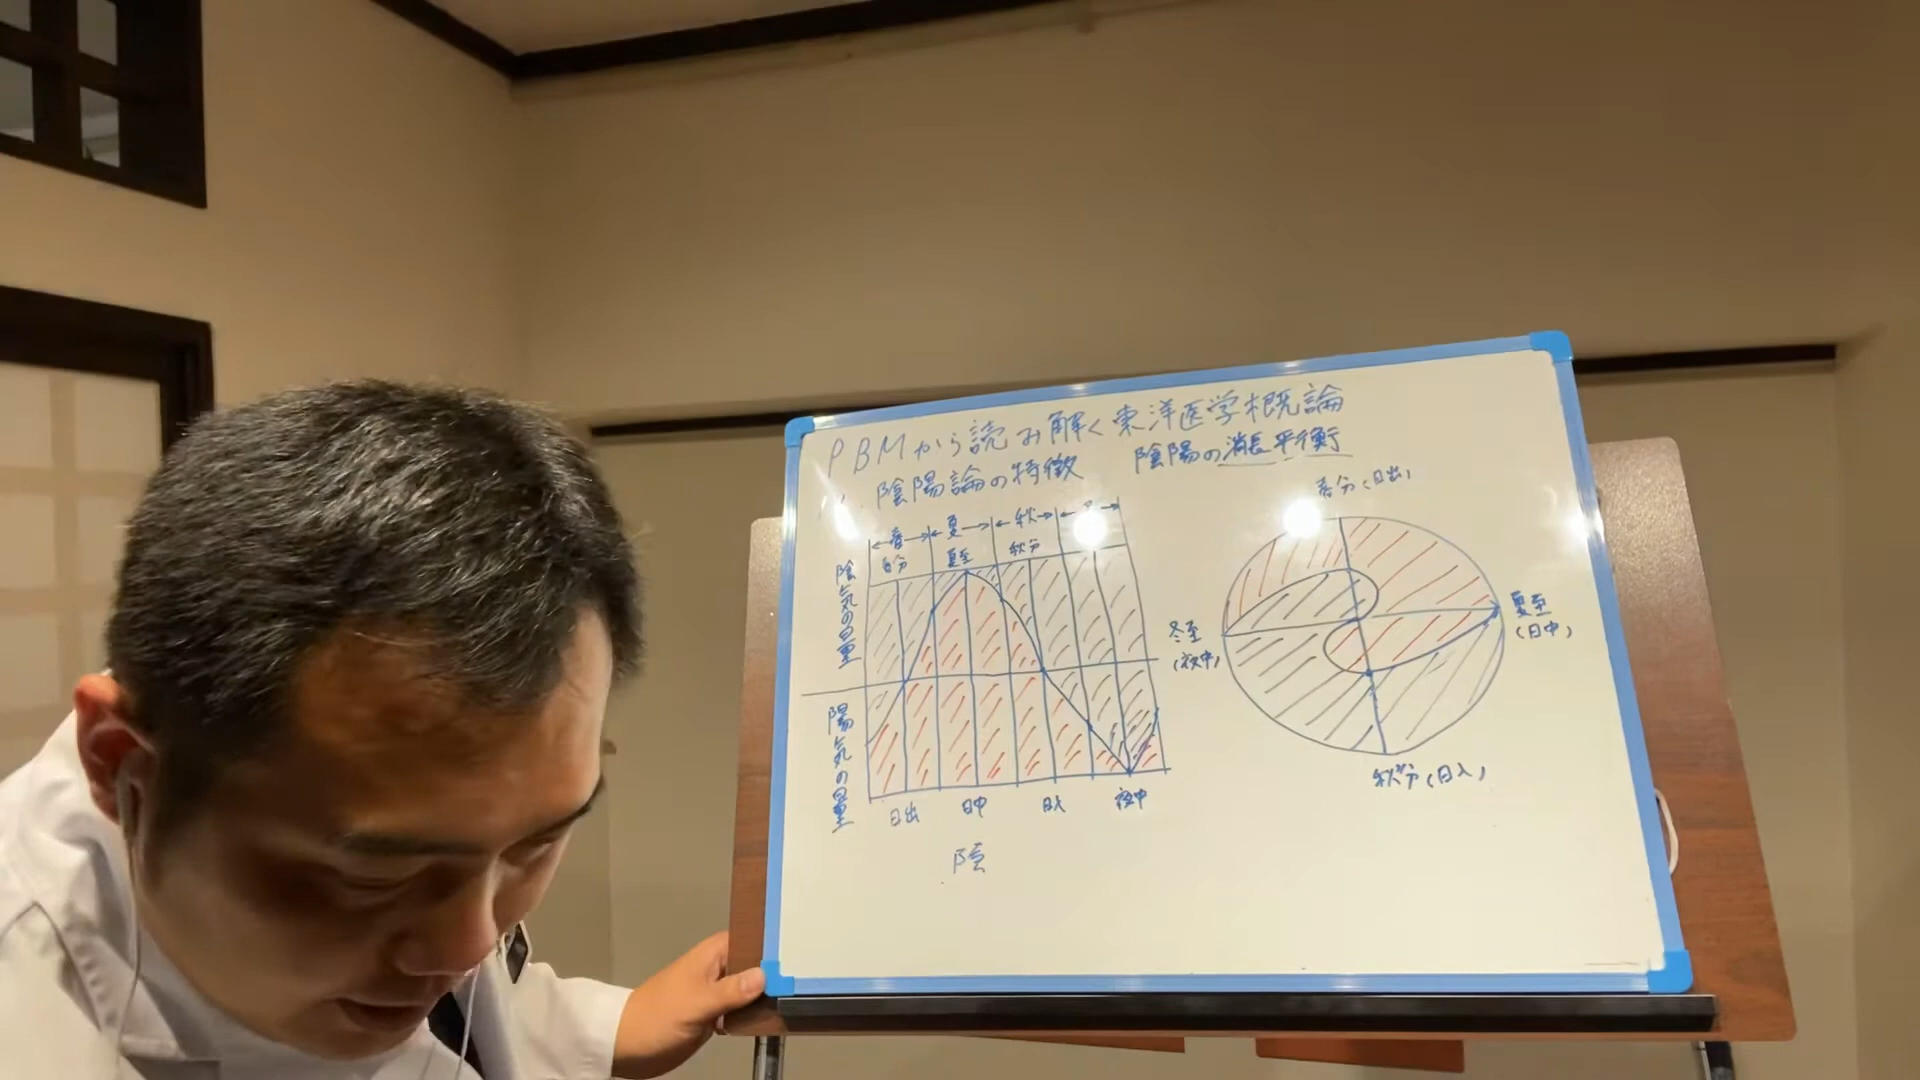 PBMから読み解く東洋医学概論
陰陽論の特徴 陰陽の消長平衡
春 夏 秋
春分 夏至 秋分
陰気の量
陽気の量
日出 日中 日入 夜中
陰
春分(日出)
夏至
(日中)
冬至
(夜中)
秋分(日入)